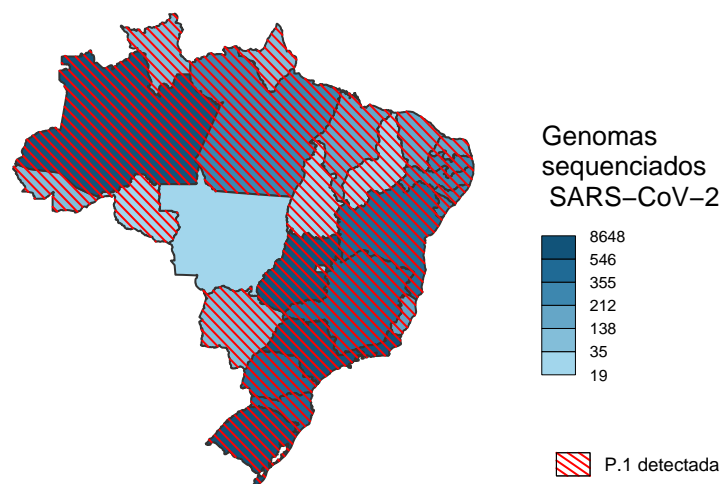 Genomas
sequenciados
SARS−CoV−2
8648
546
355
212
138
35
19
P.1 detectada